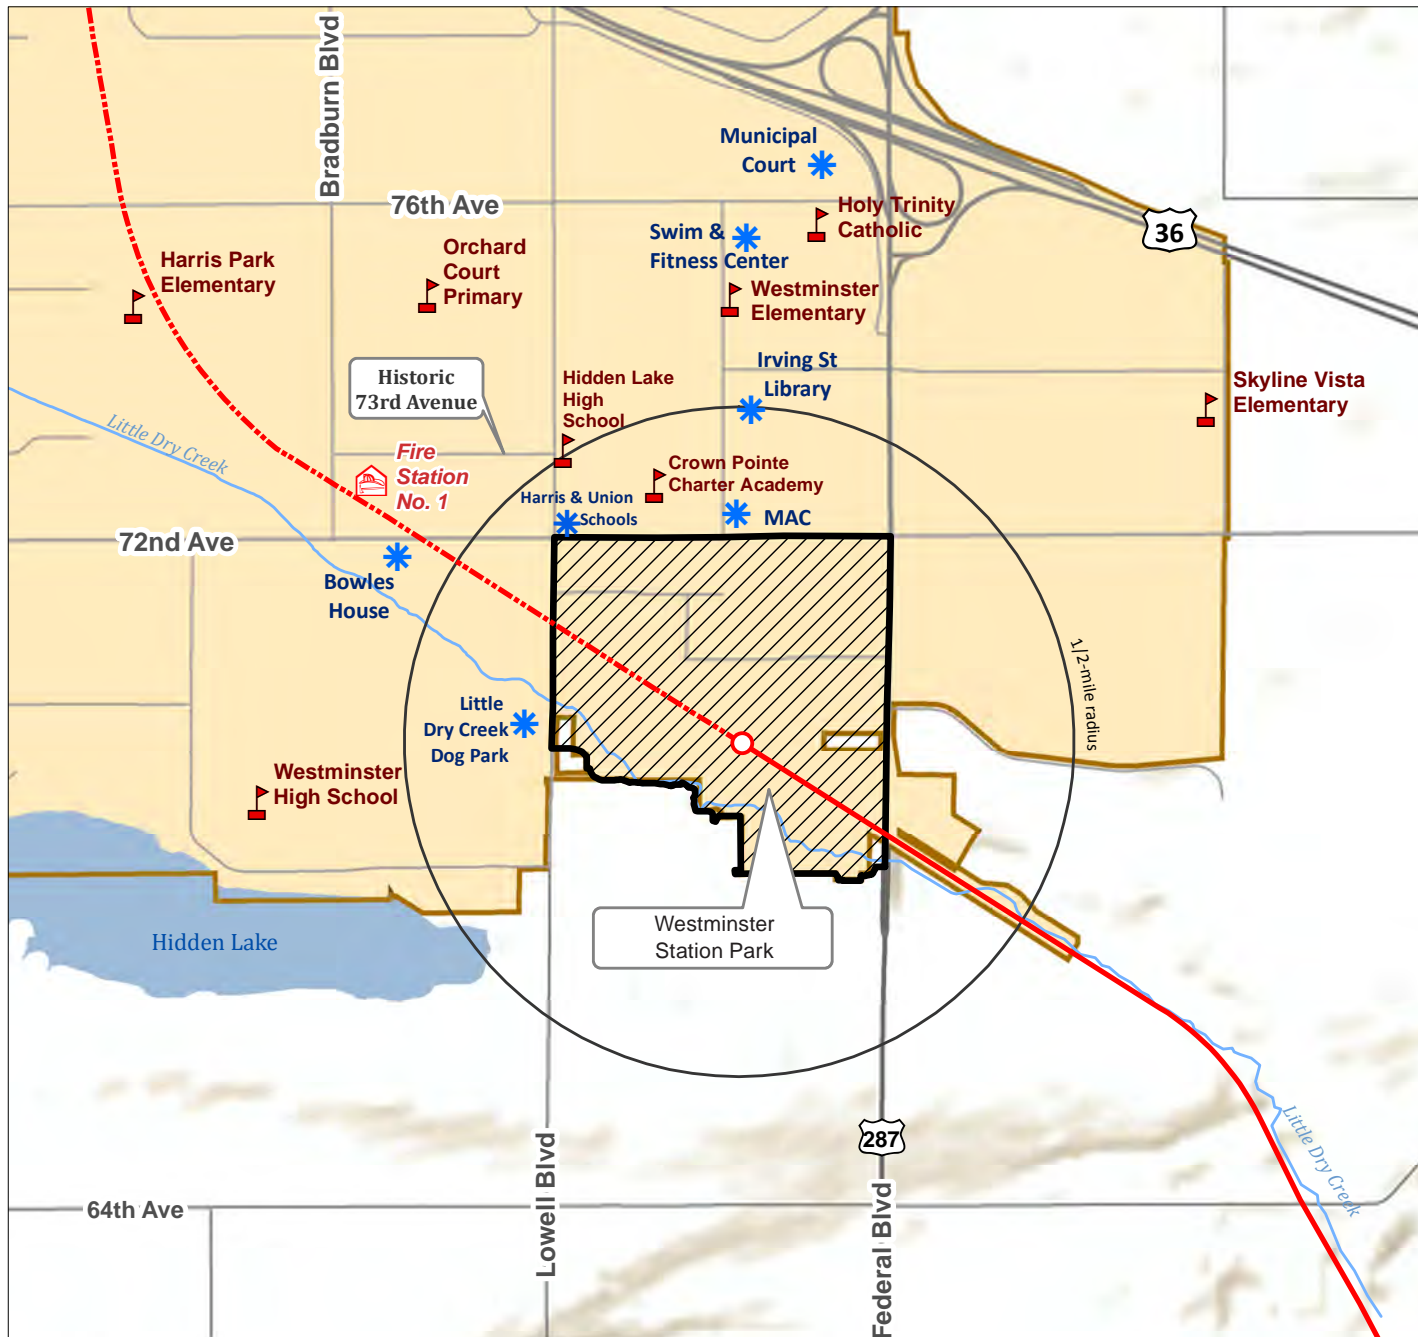 Bradburn Blvd
Municipal
Court
76th Ave
Holy Trinity
Catholic
36
Swim &
Fitness Center
Harris Park
Elementary
Orchard
Court
Primary
Westminster
Elementary
Irving St
Library
Historic
73rd Avenue
Hidden Lake
High
School
Skyline Vista
Elementary
Little Dry Creek
Fire
Station
No. 1
Crown Pointe
Charter Academy
Harris & Union
Schools
MAC
72nd Ave
Bowles
House
1/2-mile radius
Little
Dry Creek
Dog Park
Westminster
High School
Hidden Lake
Westminster
Station Park
287
Little Dry Creek
64th Ave
Lowell Blvd
Federal Blvd